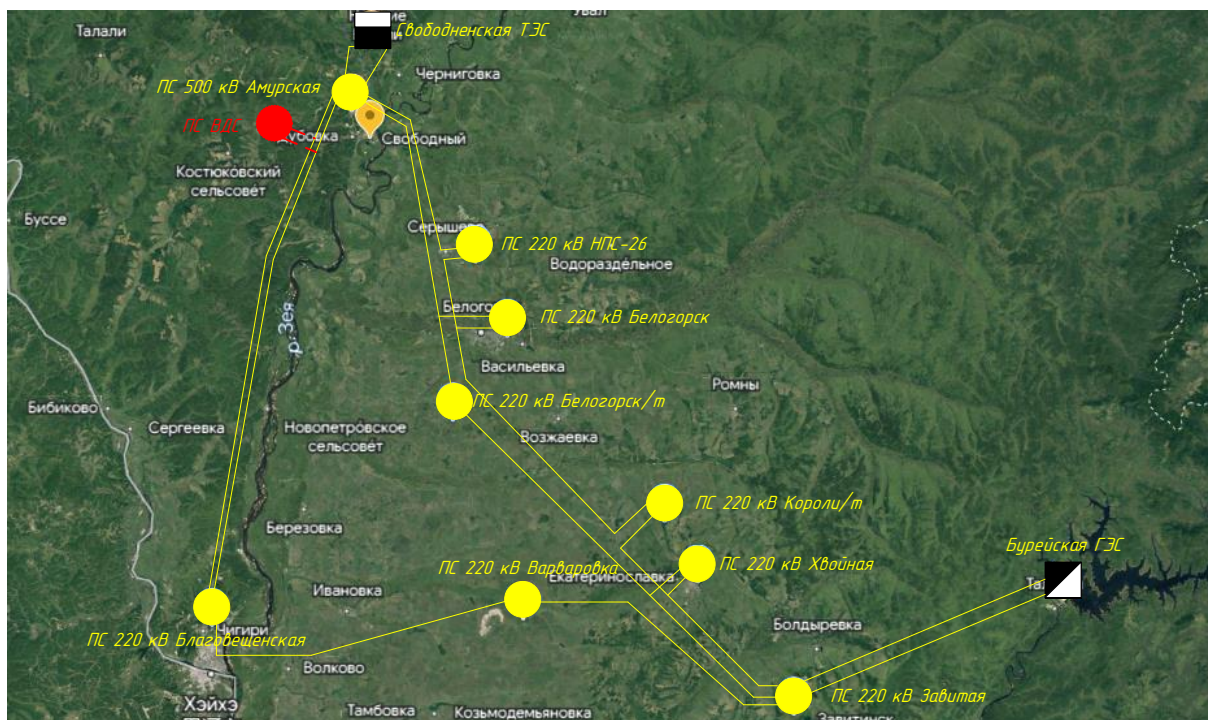 Талали
Увал
Свободненская ТЭС
Черниговка
ПС 500 кВ Амурская
Свободный
Костюковский
сельсовет
Буссе
Серышево
ПС 220 кВ НПС-26
Водораздельное
р. Зея
ПС 220 кВ Белогорск
Васильевка
Ромны
Бибиково
Сергеевка
ПС 220 кВ Белогорск/т
Новопетровское
сельсовет
Возжаевка
ПС 220 кВ Короли/т
Березовка
Бурейская ГЭС
ПС 220 кВ Варваровка
Екатеринославка
ПС 220 кВ Хвойная
Ивановка
Болдыревка
Чигири
ПС 220 кВ Благовещенская
Волково
ПС 220 кВ Завитая
Хэйхэ
Тамбовка
Козьмодемьяновка
Завитинск